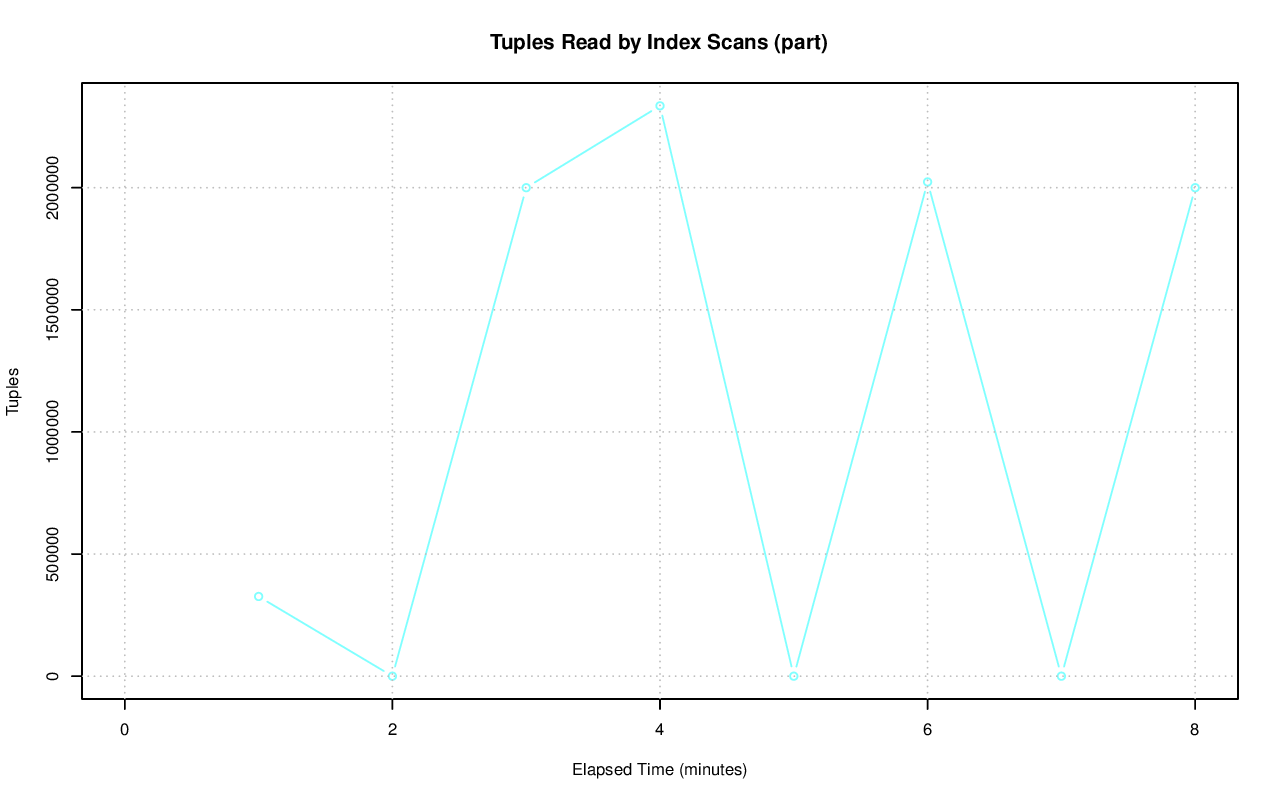 Tuples Read by Index Scans (part)
Tuples
2000000
1500000
1000000
500000
0
0 2 4 6 8
Elapsed Time (minutes)